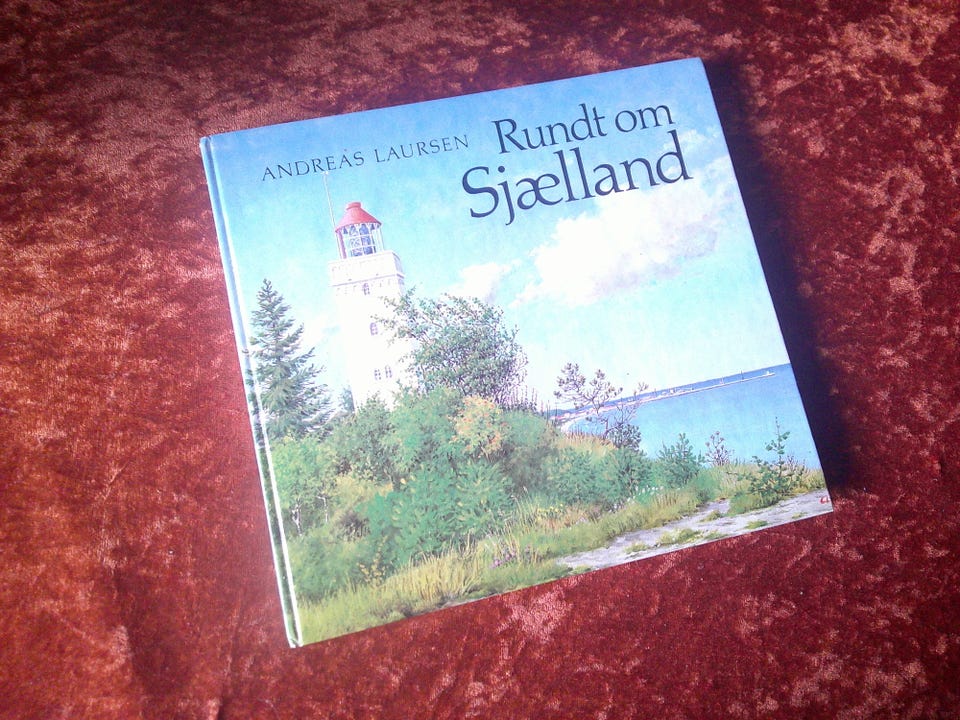 ANDREAS LAURSEN
Rundt om
Sjælland